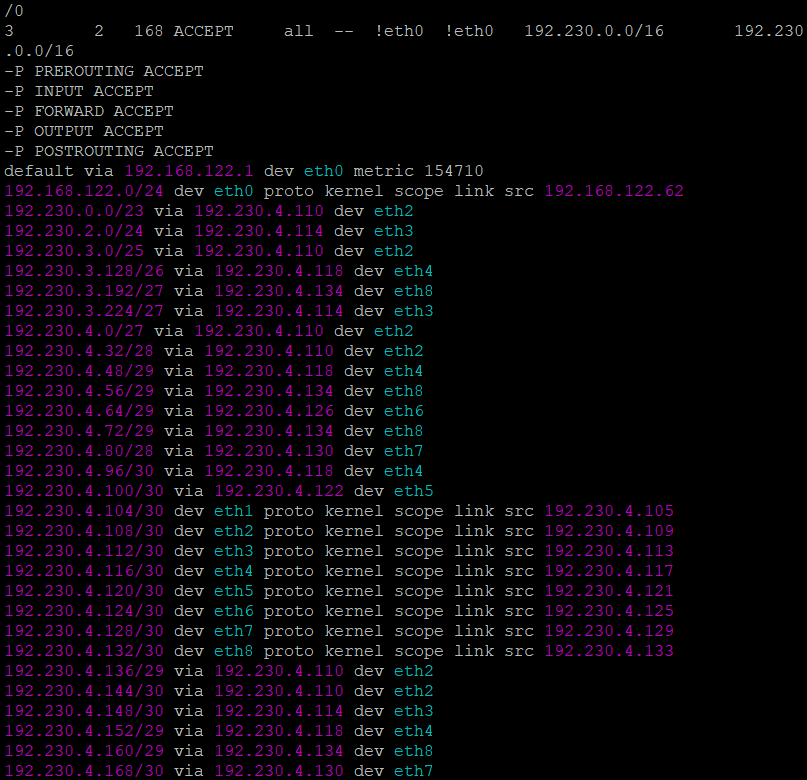 /0
3        2   168 ACCEPT     all  --  !eth0  !eth0   192.230.0.0/16       192.230
.0.0/16
-P PREROUTING ACCEPT
-P INPUT ACCEPT
-P FORWARD ACCEPT
-P OUTPUT ACCEPT
-P POSTROUTING ACCEPT
default via 192.168.122.1 dev eth0 metric 154710
192.168.122.0/24 dev eth0 proto kernel scope link src 192.168.122.62
192.230.0.0/23 via 192.230.4.110 dev eth2
192.230.2.0/24 via 192.230.4.114 dev eth3
192.230.3.0/25 via 192.230.4.110 dev eth2
192.230.3.128/26 via 192.230.4.118 dev eth4
192.230.3.192/27 via 192.230.4.134 dev eth8
192.230.3.224/27 via 192.230.4.114 dev eth3
192.230.4.0/27 via 192.230.4.110 dev eth2
192.230.4.32/28 via 192.230.4.110 dev eth2
192.230.4.48/29 via 192.230.4.118 dev eth4
192.230.4.56/29 via 192.230.4.134 dev eth8
192.230.4.64/29 via 192.230.4.126 dev eth6
192.230.4.72/29 via 192.230.4.134 dev eth8
192.230.4.80/28 via 192.230.4.130 dev eth7
192.230.4.96/30 via 192.230.4.118 dev eth4
192.230.4.100/30 via 192.230.4.122 dev eth5
192.230.4.104/30 dev eth1 proto kernel scope link src 192.230.4.105
192.230.4.108/30 dev eth2 proto kernel scope link src 192.230.4.109
192.230.4.112/30 dev eth3 proto kernel scope link src 192.230.4.113
192.230.4.116/30 dev eth4 proto kernel scope link src 192.230.4.117
192.230.4.120/30 dev eth5 proto kernel scope link src 192.230.4.121
192.230.4.124/30 dev eth6 proto kernel scope link src 192.230.4.125
192.230.4.128/30 dev eth7 proto kernel scope link src 192.230.4.129
192.230.4.132/30 dev eth8 proto kernel scope link src 192.230.4.133
192.230.4.136/29 via 192.230.4.110 dev eth2
192.230.4.144/30 via 192.230.4.110 dev eth2
192.230.4.148/30 via 192.230.4.114 dev eth3
192.230.4.152/29 via 192.230.4.118 dev eth4
192.230.4.160/29 via 192.230.4.134 dev eth8
192.230.4.168/30 via 192.230.4.130 dev eth7